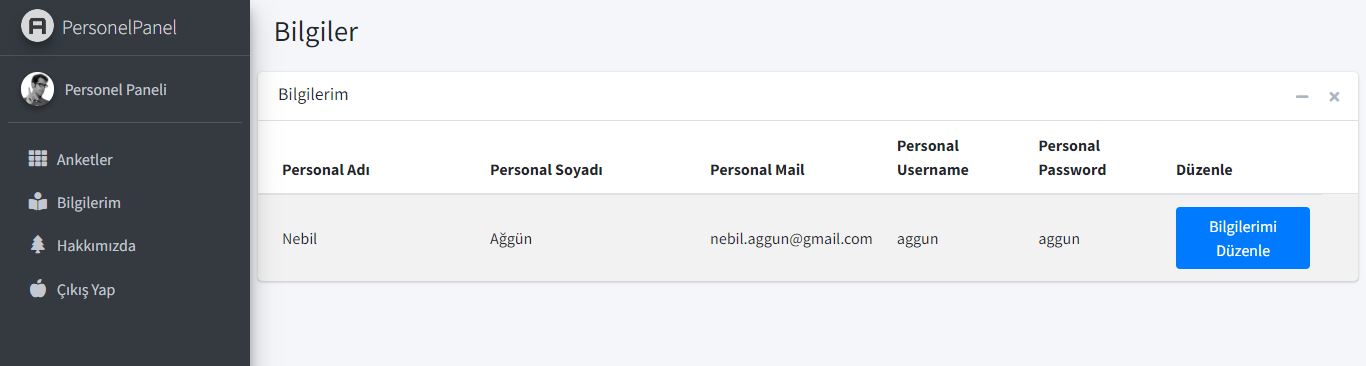 PersonelPanel
Personel Paneli
Anketler
Bilgilerim
Hakkımızda
Çıkış Yap
Bilgiler
Bilgilerim
Personal Adı Personal Soyadı Personal Mail Personal Username Personal Password Düzenle
Nebil Ağgün nebil.aggun@gmail.com aggun aggun Bilgilerimi Düzenle